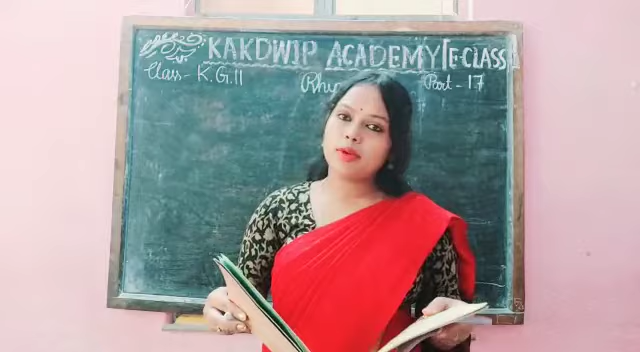 KAKDWIP ACADEMY [E-CLASS]
Class - K.G.II Part - 17